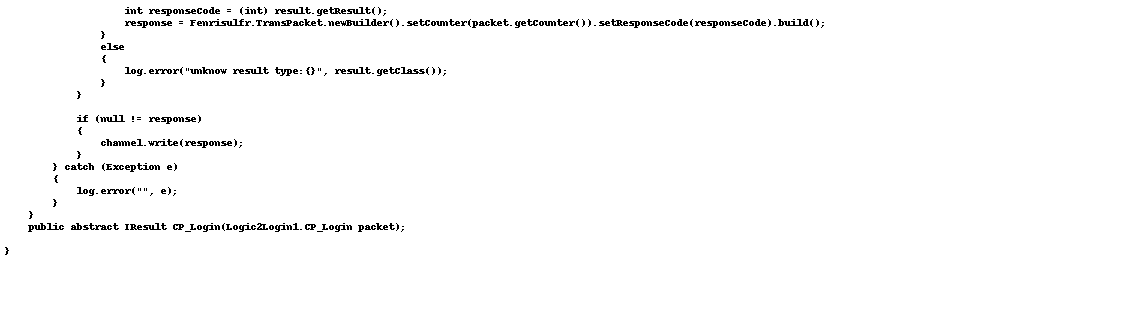 int responseCode = (int) result.getResult();
response = Fenrisulfr.TransPacket.newBuilder().setCounter(packet.getCounter()).setResponseCode(responseCode).build();
}
else
{
log.error("unknow result type:{}", result.getClass());
}
}
if (null != response)
{
channel.write(response);
}
} catch (Exception e)
{
log.error("", e);
}
}
public abstract IResult CP_Login(Logic2Login1.CP_Login packet);
}